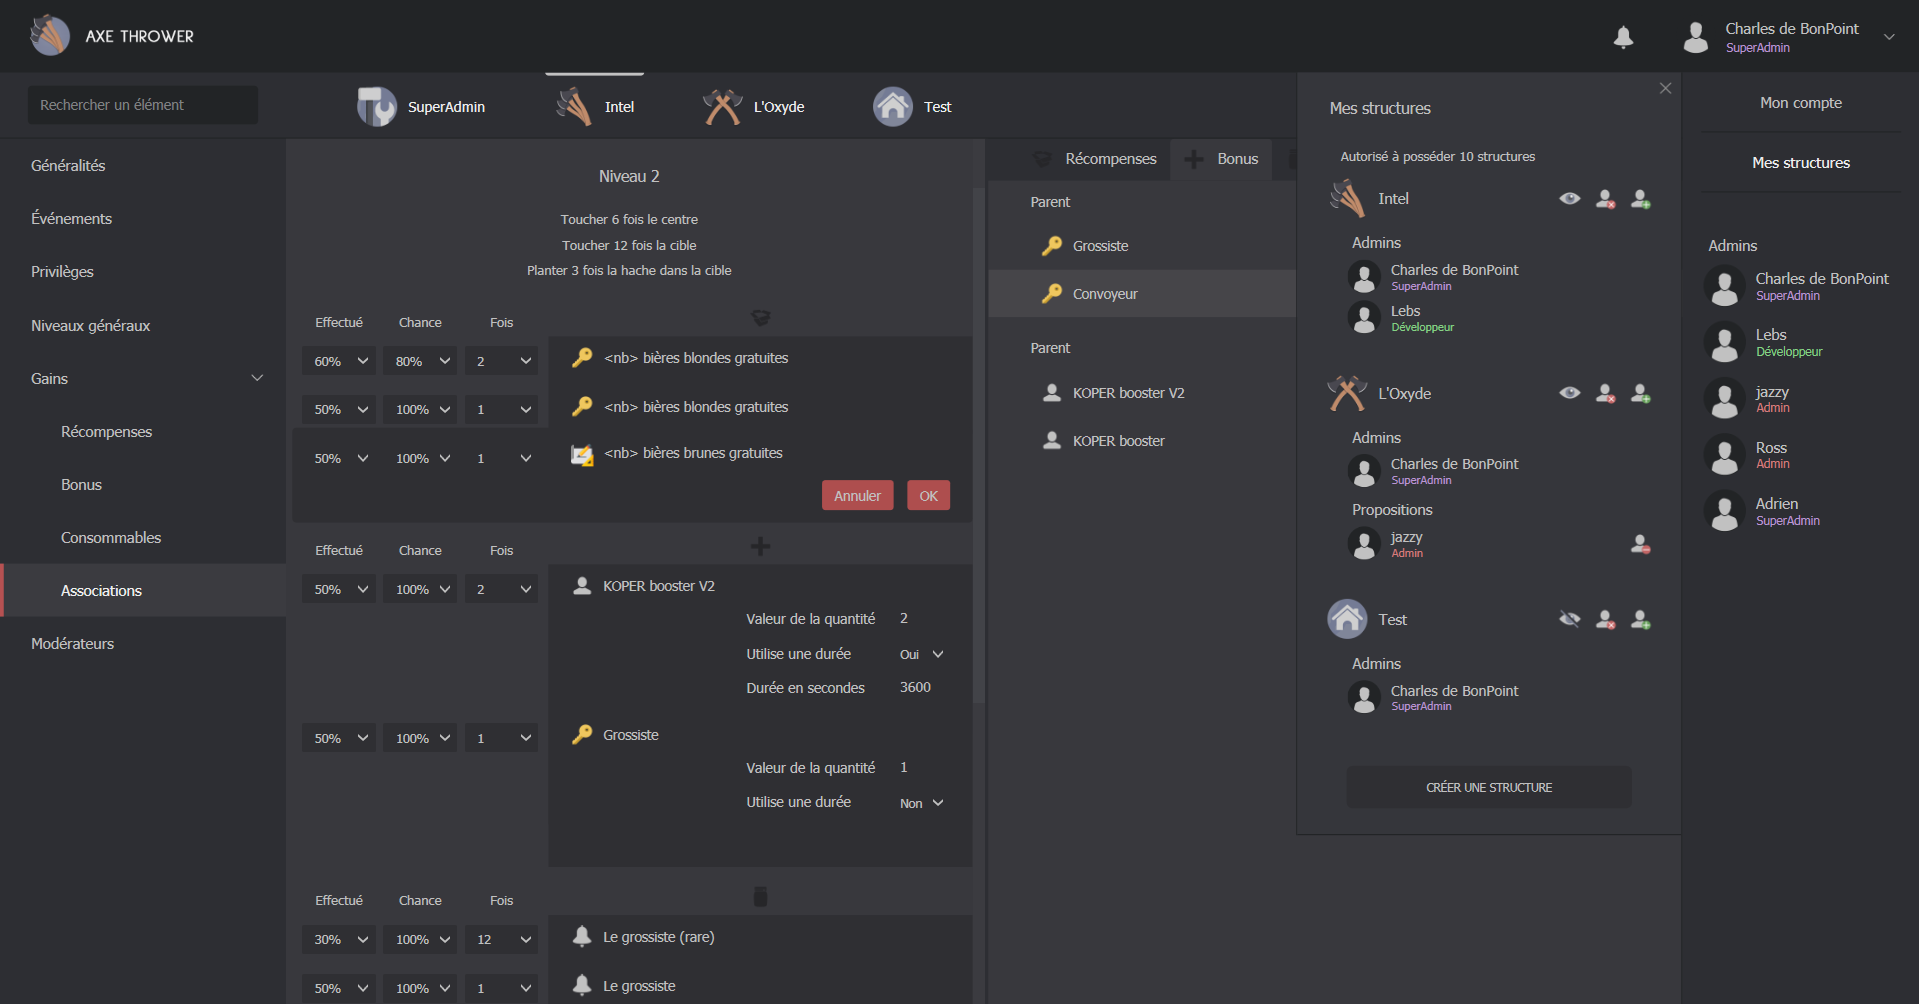 AXE THROWER
Charles de BonPoint
SuperAdmin
Rechercher un élément
SuperAdmin
Intel
L'Oxyde
Test
Généralités
Événements
Privilèges
Niveaux généraux
Gains
Récompenses
Bonus
Consommables
Associations
Modérateurs
Niveau 2
Toucher 6 fois le centre
Toucher 12 fois la cible
Planter 3 fois la hache dans la cible
Effectué Chance Fois
60% 80% 2 <nb> bières blondes gratuites
50% 100% 1 <nb> bières blondes gratuites
50% 100% 1 <nb> bières brunes gratuites
Annuler OK
Effectué Chance Fois
50% 100% 2 KOPER booster V2
Valeur de la quantité 2
Utilise une durée Oui
Durée en secondes 3600
50% 100% 1 Grossiste
Valeur de la quantité 1
Utilise une durée Non
Effectué Chance Fois
30% 100% 12 Le grossiste (rare)
50% 100% 1 Le grossiste
Récompenses Bonus
Parent
Grossiste
Convoyeur
Parent
KOPER booster V2
KOPER booster
Mes structures
Autorisé à posséder 10 structures
Intel
Admins
Charles de BonPoint
SuperAdmin
Lebs
Développeur
L'Oxyde
Admins
Charles de BonPoint
SuperAdmin
Propositions
jazzy
Admin
Test
Admins
Charles de BonPoint
SuperAdmin
CRÉER UNE STRUCTURE
Mon compte
Mes structures
Admins
Charles de BonPoint
SuperAdmin
Lebs
Développeur
jazzy
Admin
Ross
Admin
Adrien
SuperAdmin